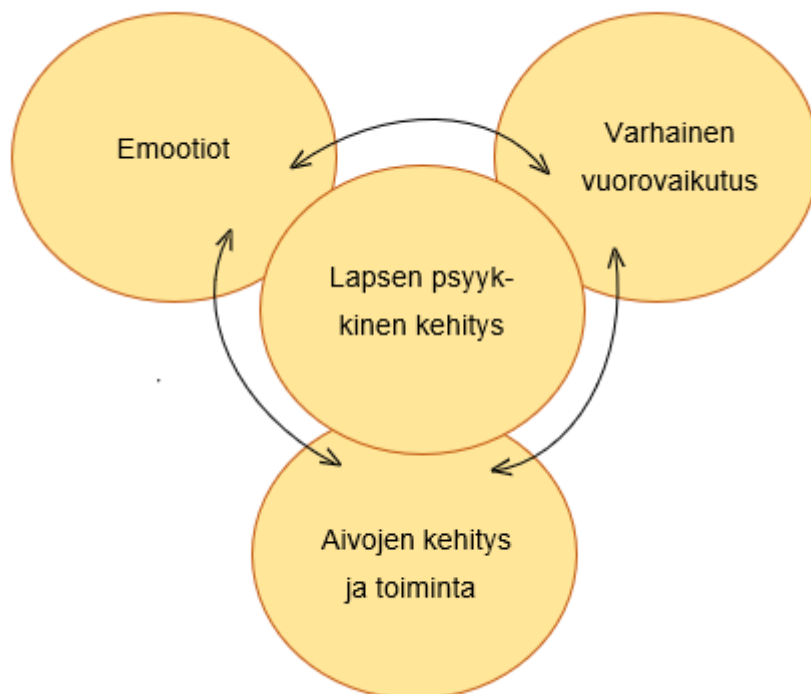 Emootiot
Varhainen
vuorovaikutus
Lapsen psyyk-
kinen kehitys
Aivojen kehitys
ja toiminta